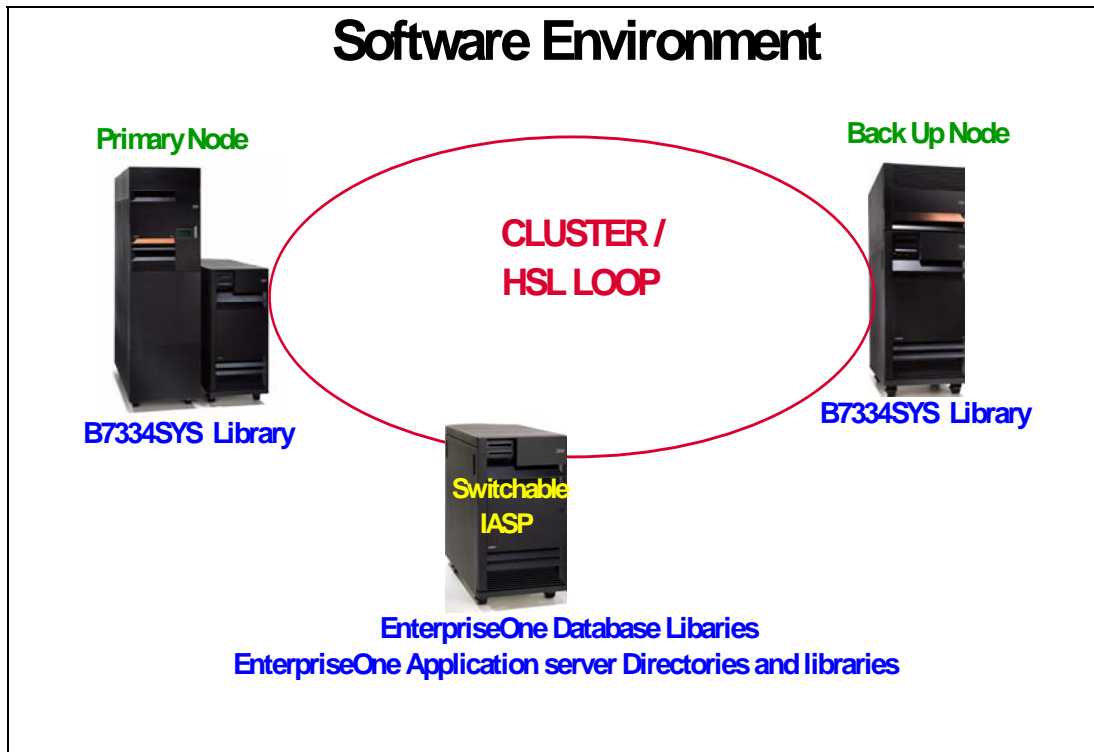 Software Environment
Primary Node
Back Up Node
CLUSTER /
HSL LOOP
B7334SYS Library
B7334SYS Library
Switchable
IASP
EnterpriseOne Database Libaries
EnterpriseOne Application server Directories and libraries